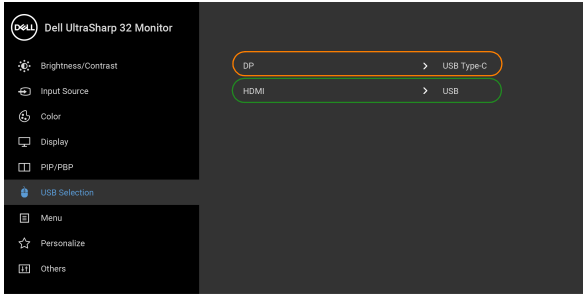 DELL Dell UltraSharp 32 Monitor
Brightness/Contrast
Input Source
Color
Display
PIP/PBP
USB Selection
Menu
Personalize
Others
DP > USB Type-C
HDMI > USB